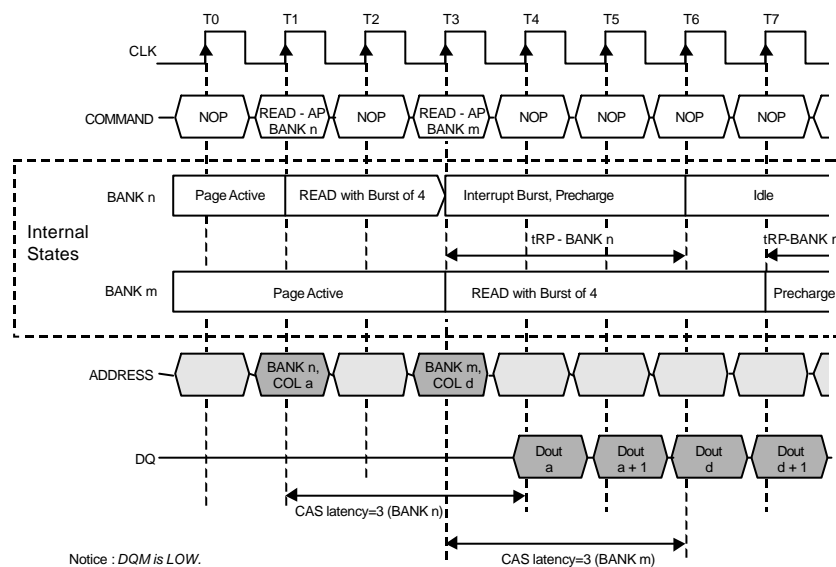 T0 T1 T2 T3 T4 T5 T6 T7
CLK
COMMAND NOP READ - AP BANK n NOP READ - AP BANK m NOP NOP NOP NOP
BANK n Page Active READ with Burst of 4 Interrupt Burst, Precharge Idle
Internal
States
tRP - BANK n tRP-BANK n
BANK m Page Active READ with Burst of 4 Precharge
ADDRESS BANK n, COL a BANK m, COL d
DQ Dout a Dout a + 1 Dout d Dout d + 1
CAS latency=3 (BANK n)
CAS latency=3 (BANK m)
Notice : DQM is LOW.